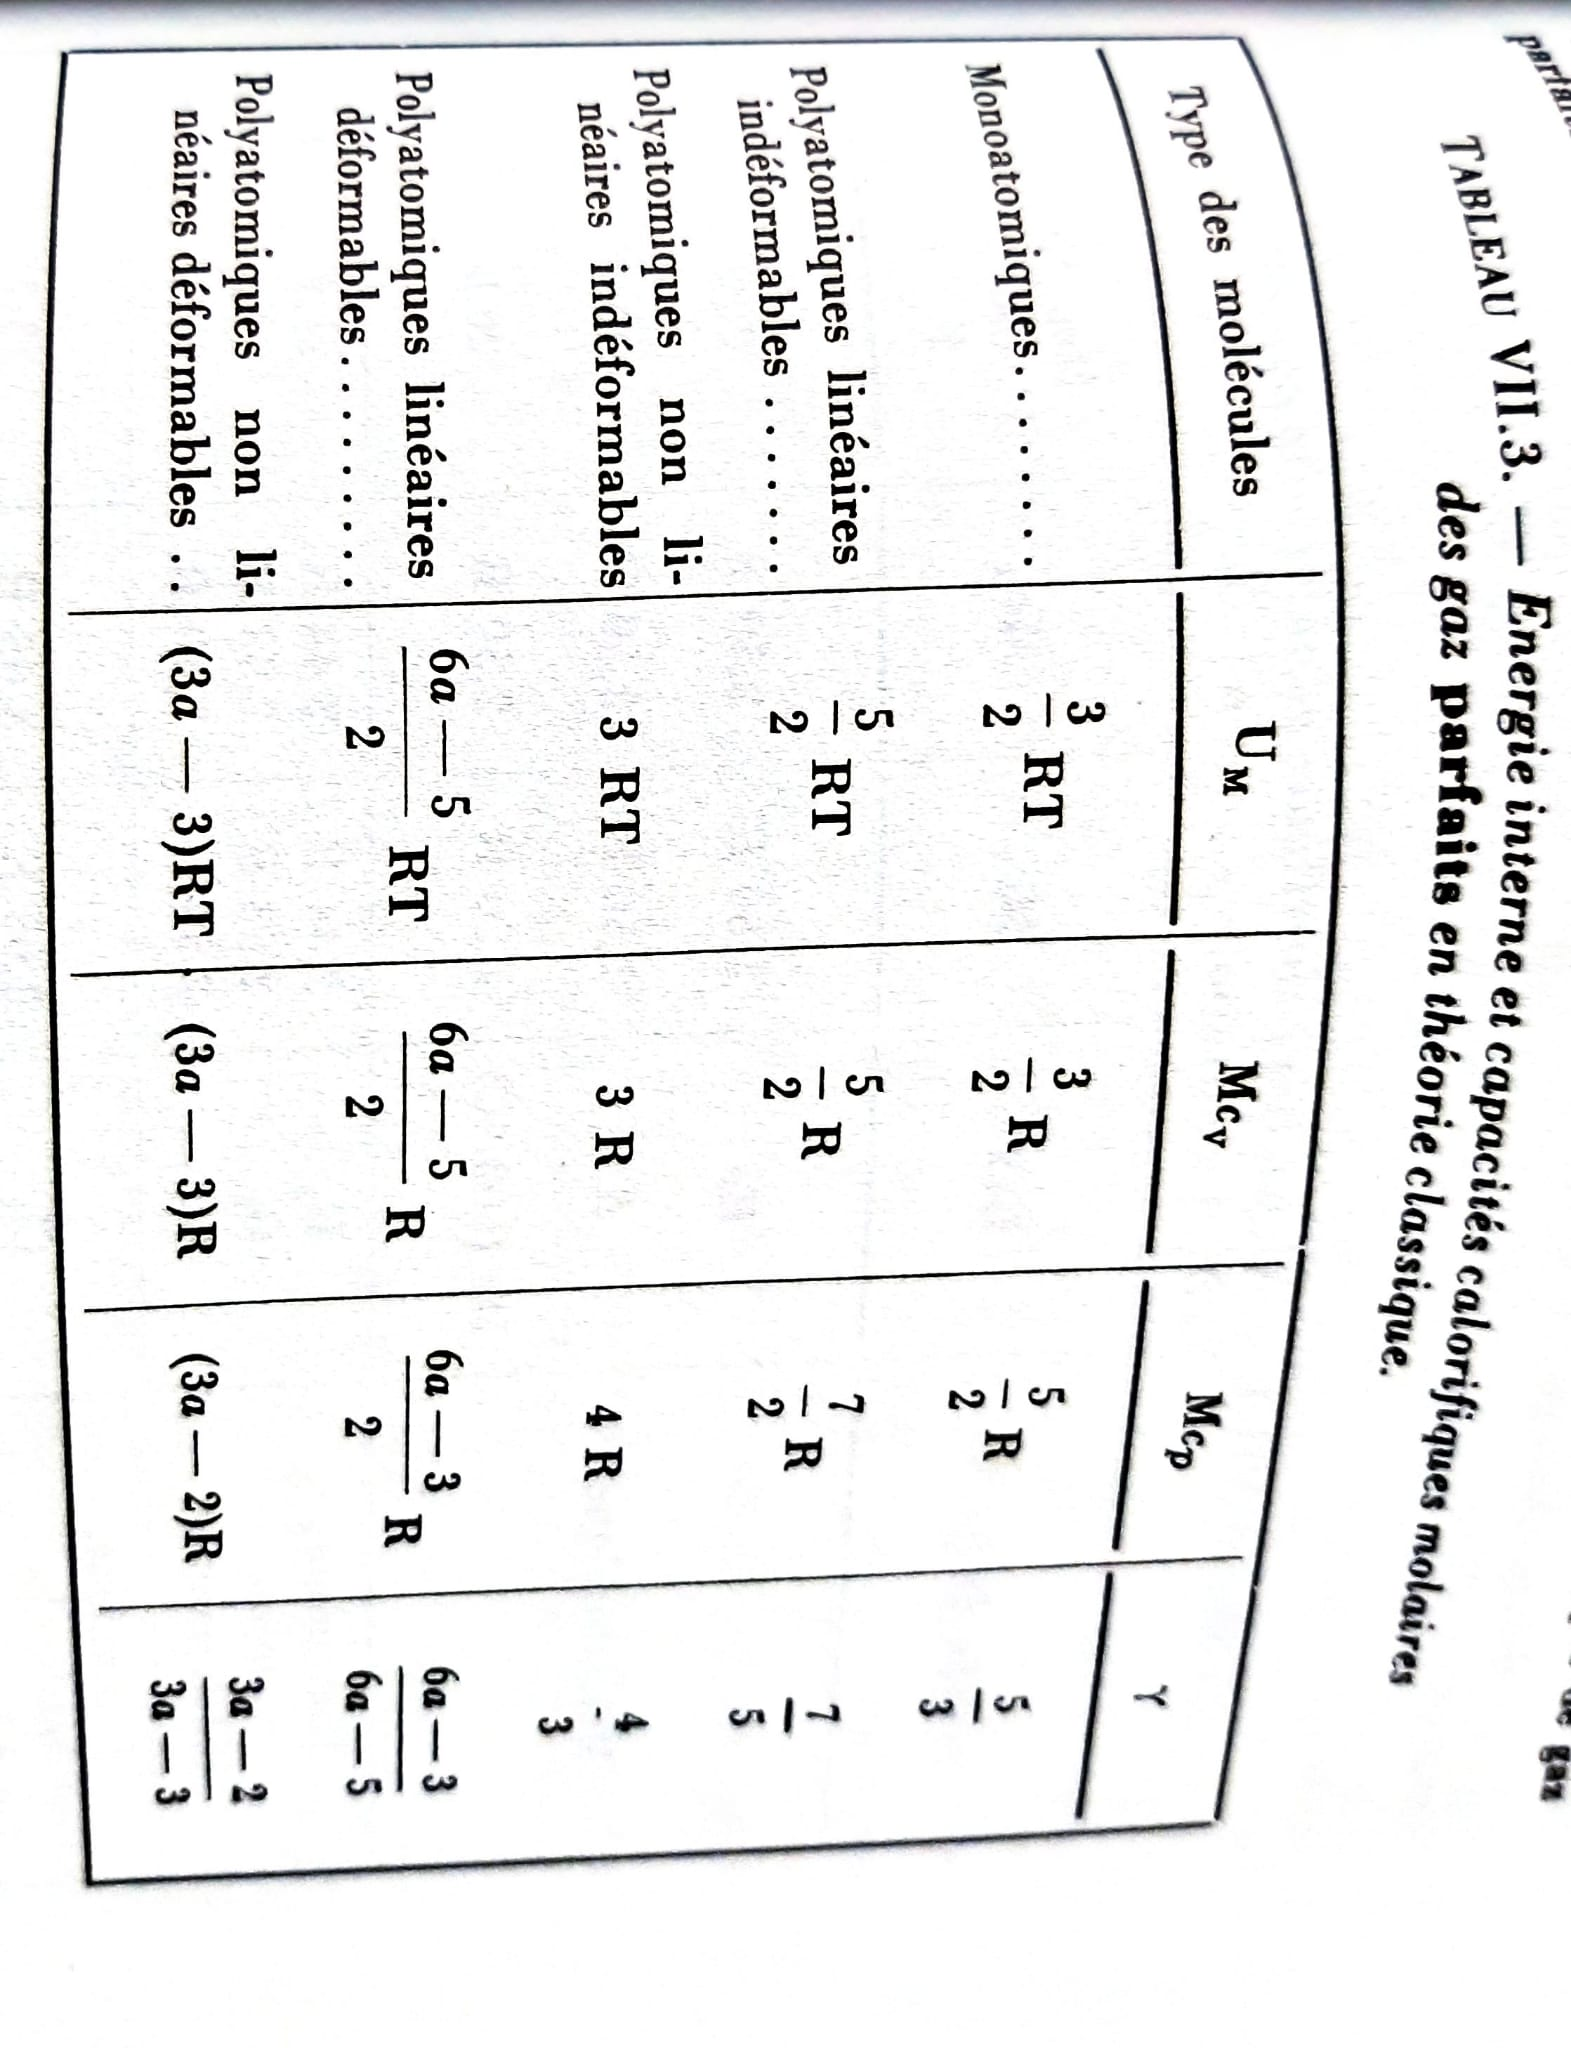 TABLEAU VII.3. — Energie interne et capacités calorifiques molaires
des gaz parfaits en théorie classique.
Type des molécules | U_M | Mc_v | Mc_p | γ
Monoatomiques........ | 3/2 RT | 3/2 R | 5/2 R | 5/3
Polyatomiques linéaires
indéformables ....... | 5/2 RT | 5/2 R | 7/2 R | 7/5
Polyatomiques non li-
néaires indéformables | 3 RT | 3 R | 4 R | 4/3
Polyatomiques linéaires
déformables........ | (6a — 5)/2 RT | (6a — 5)/2 R | (6a — 3)/2 R | (6a — 3)/(6a — 5)
Polyatomiques non li-
néaires déformables .. | (3a — 3)RT | (3a — 3)R | (3a — 2)R | (3a — 2)/(3a — 3)